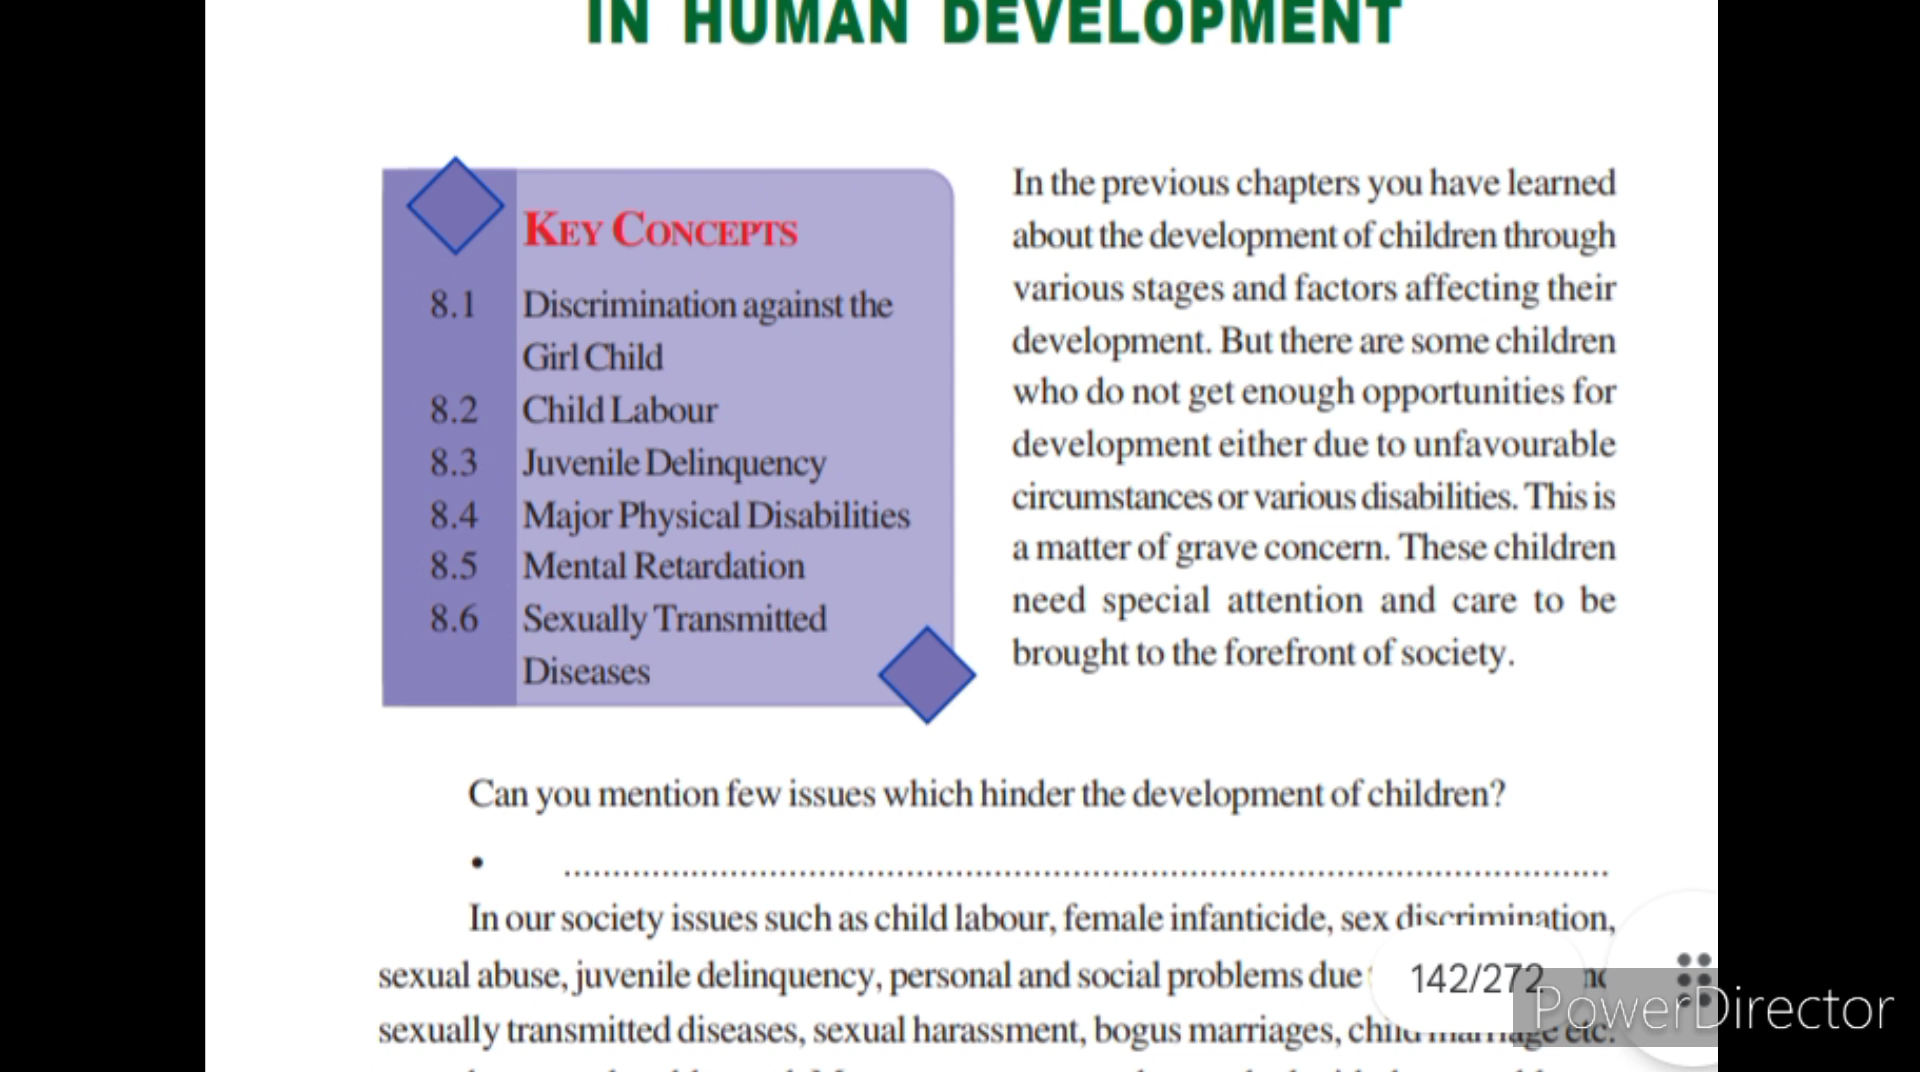 IN HUMAN DEVELOPMENT
KEY CONCEPTS
8.1 Discrimination against the
Girl Child
8.2 Child Labour
8.3 Juvenile Delinquency
8.4 Major Physical Disabilities
8.5 Mental Retardation
8.6 Sexually Transmitted
Diseases
In the previous chapters you have learned
about the development of children through
various stages and factors affecting their
development. But there are some children
who do not get enough opportunities for
development either due to unfavourable
circumstances or various disabilities. This is
a matter of grave concern. These children
need special attention and care to be
brought to the forefront of society.
Can you mention few issues which hinder the development of children?
• ........................................................................................................
In our society issues such as child labour, female infanticide, sex discrimination,
sexual abuse, juvenile delinquency, personal and social problems due
sexually transmitted diseases, sexual harassment, bogus marriages, child marriage etc.
142/272
PowerDirector